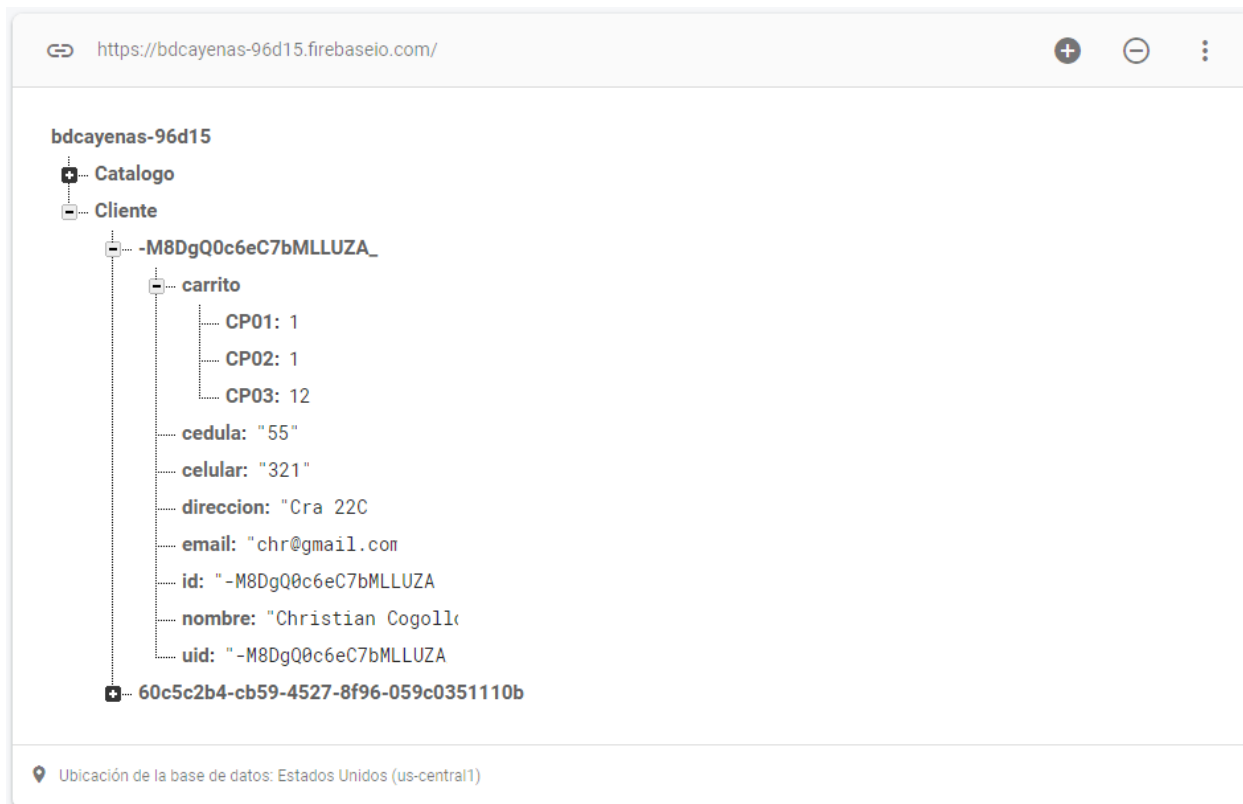 https://bdcayenas-96d15.firebaseio.com/
bdcayenas-96d15
Catalogo
Cliente
-M8DgQ0c6eC7bMLLUZA_
carrito
CP01: 1
CP02: 1
CP03: 12
cedula: "55"
celular: "321"
direccion: "Cra 22C
email: "chr@gmail.com
id: "-M8DgQ0c6eC7bMLLUZA
nombre: "Christian Cogollo
uid: "-M8DgQ0c6eC7bMLLUZA
60c5c2b4-cb59-4527-8f96-059c0351110b
Ubicación de la base de datos: Estados Unidos (us-central1)